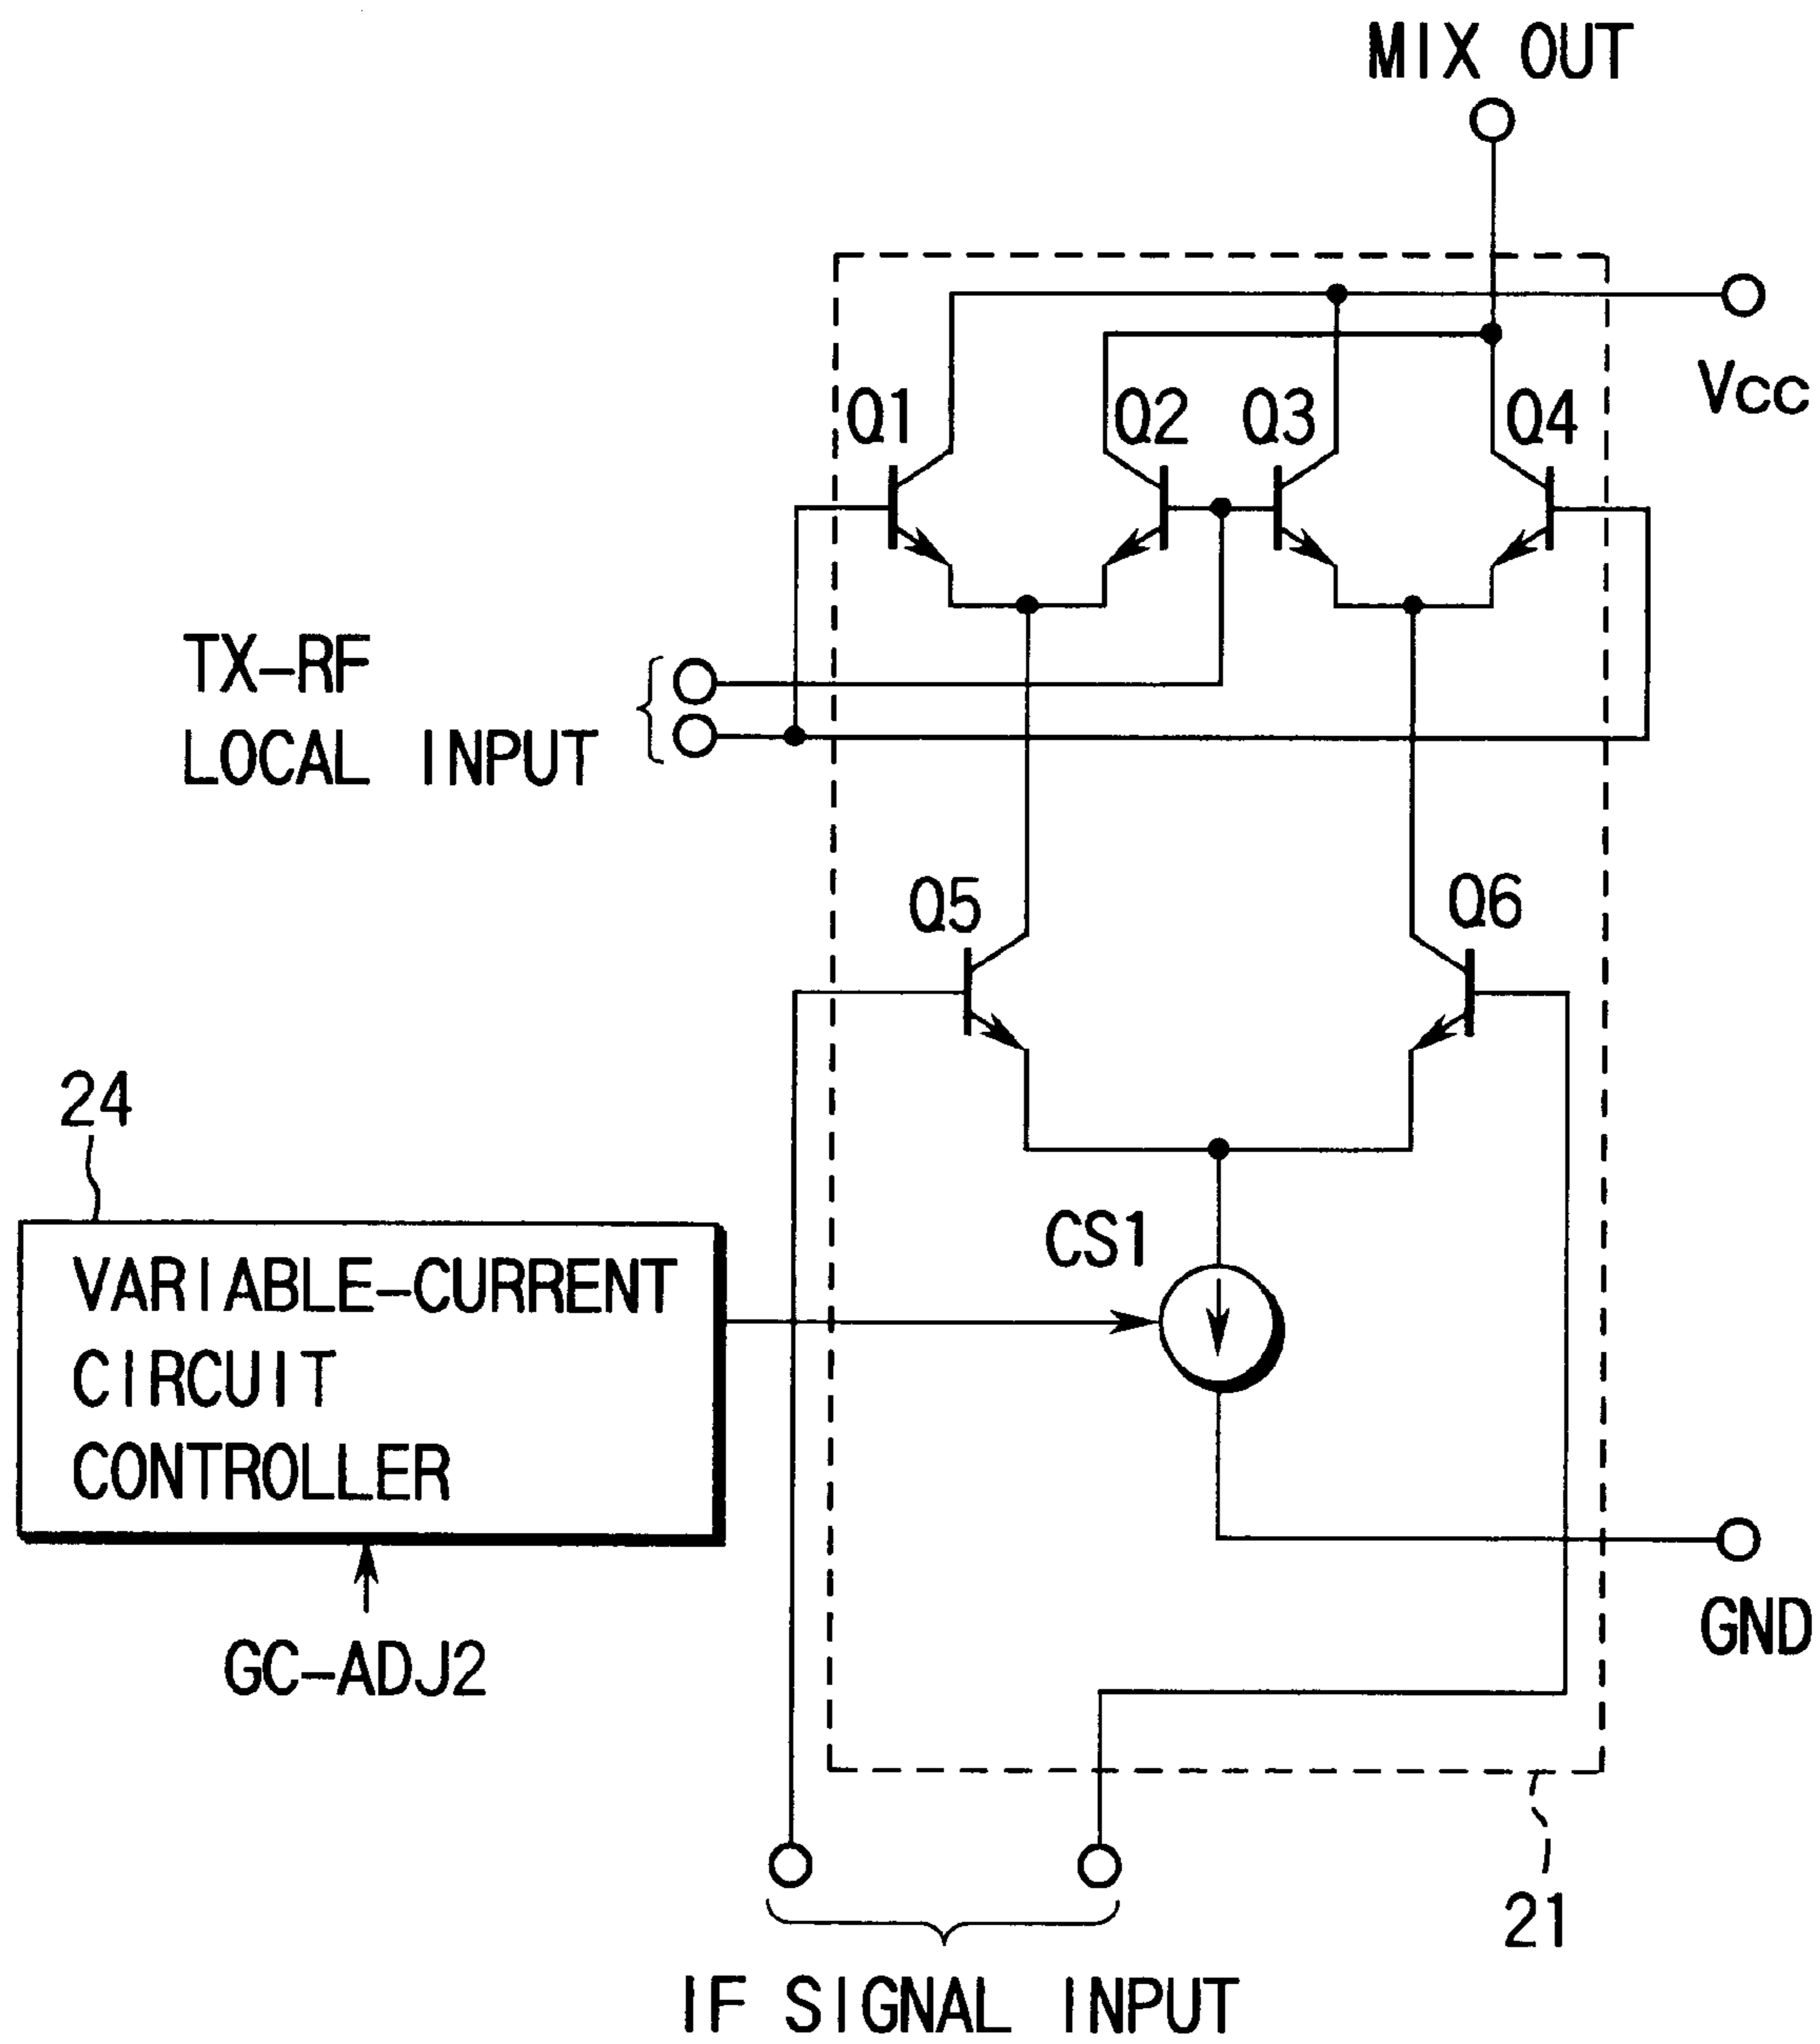 MIX OUT
Vcc
Q1
Q2
Q3
Q4
TX-RF
LOCAL INPUT
Q5
Q6
24
VARIABLE-CURRENT
CIRCUIT
CONTROLLER
CS1
GC-ADJ2
GND
21
IF SIGNAL INPUT